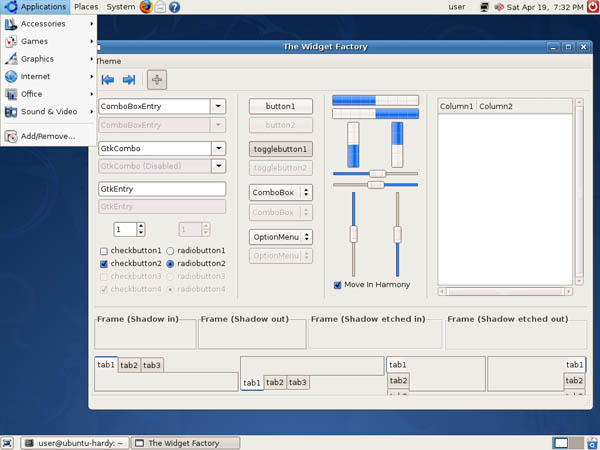 Applications Places System user Sat Apr 19, 7:32 PM
Accessories
Games
Graphics
Internet
Office
Sound & Video
Add/Remove...
The Widget Factory
Theme
ComboBoxEntry
ComboBoxEntry
GtkCombo
GtkCombo (Disabled)
GtkEntry
GtkEntry
1 1
checkbutton1 radiobutton1
checkbutton2 radiobutton2
checkbutton3 radiobutton3
checkbutton4 radiobutton4
button1
button2
togglebutton1
togglebutton2
ComboBox
ComboBox
OptionMenu
OptionMenu
Move In Harmony
Column1 Column2
Frame (Shadow in) Frame (Shadow out) Frame (Shadow etched in) Frame (Shadow etched out)
tab1 tab2 tab3
tab1 tab2 tab3
tab1
tab2
tab1
tab2
user@ubuntu-hardy: ~ The Widget Factory